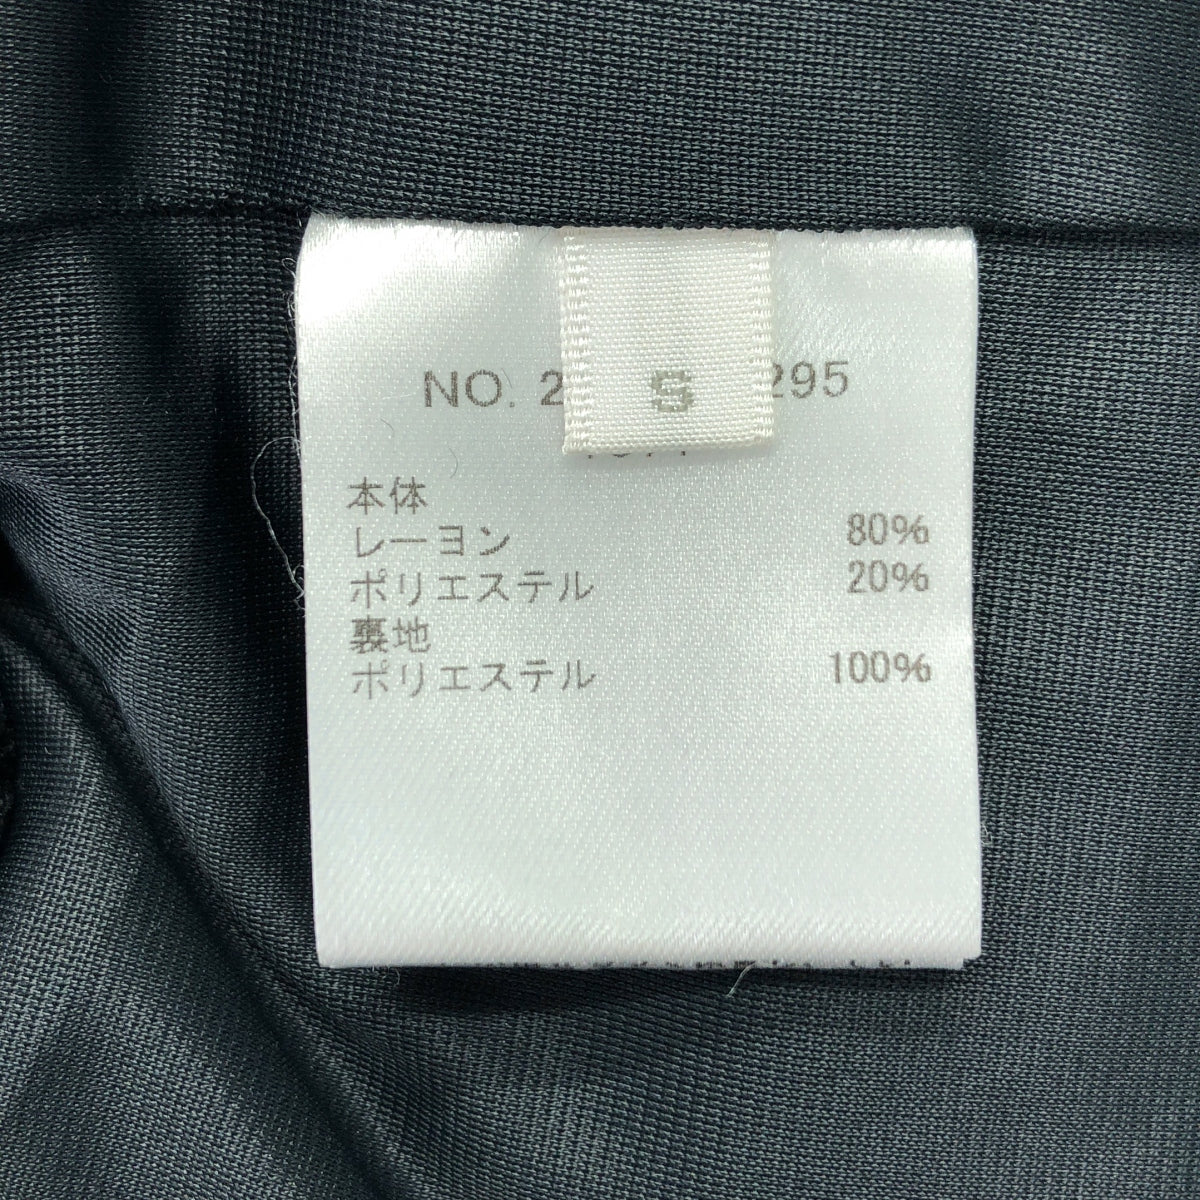 NO. 2 295
S
本体
レーヨン 80%
ポリエステル 20%
裏地
ポリエステル 100%